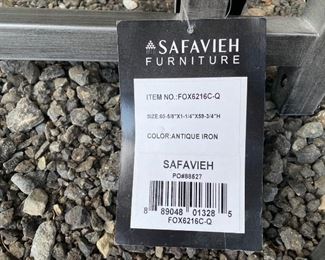 SAFAVIEH
FURNITURE
ITEM NO.:FOX6216C-Q
SIZE:60-5/8"X1-1/4"X59-3/4"H
COLOR:ANTIQUE IRON
SAFAVIEH
PO#88627
8 89048 01328 5
FOX6216C-Q